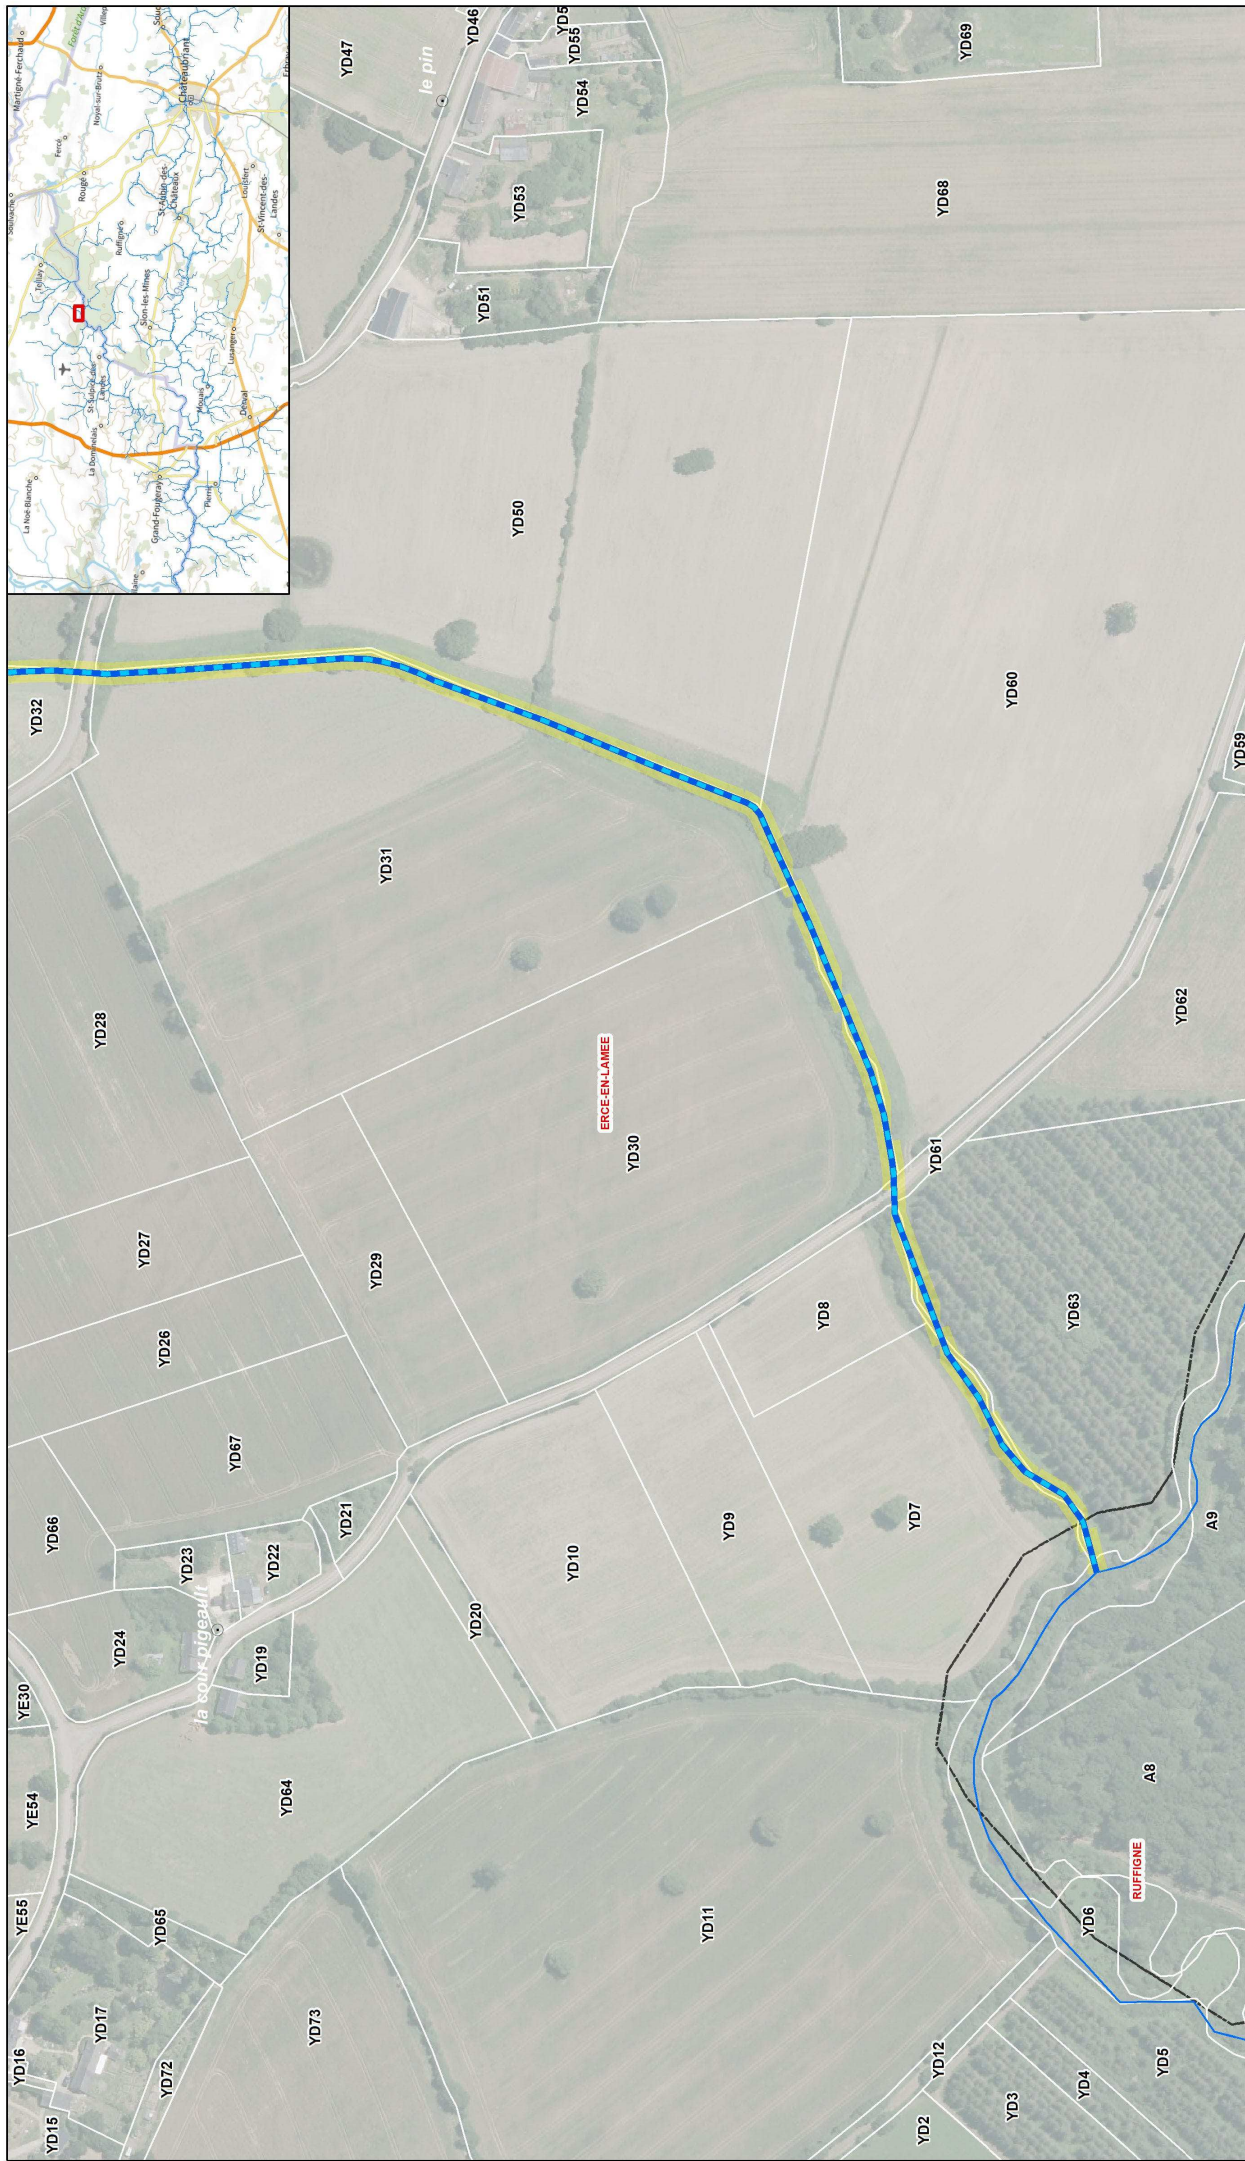 Martigné-Ferchaud
Noyal-sur-Brutz
Fercé
Rougé
Châteaubriant
St-Aubin-des-
Châteaux
Ruffigné
Louisfert
St-Vincent-des-
Landes
Teillay
Sion-les-Mines
Lusanger
St-Sulpice-des-
Landes
Mouais
Derval
La Dominelais
Grand-Fougeray
Pierric
La Noë-Blanche
YD15
YD16
YD17
YD72
YD73
YD65
YE55
YE54
YE30
YD64
YD24
YD66
YD23
YD22
YD21
YD19
la cour pigeault
YD20
YD67
YD26
YD27
YD28
YD29
YD30
ERCE-EN-LAMEE
YD31
YD32
YD10
YD9
YD8
YD7
YD11
YD12
YD2
YD3
YD4
YD5
YD6
RUFFIGNE
A8
A9
YD63
YD61
YD62
YD59
YD60
YD50
YD51
YD53
YD54
YD55
YD46
YD47
le pin
YD68
YD69